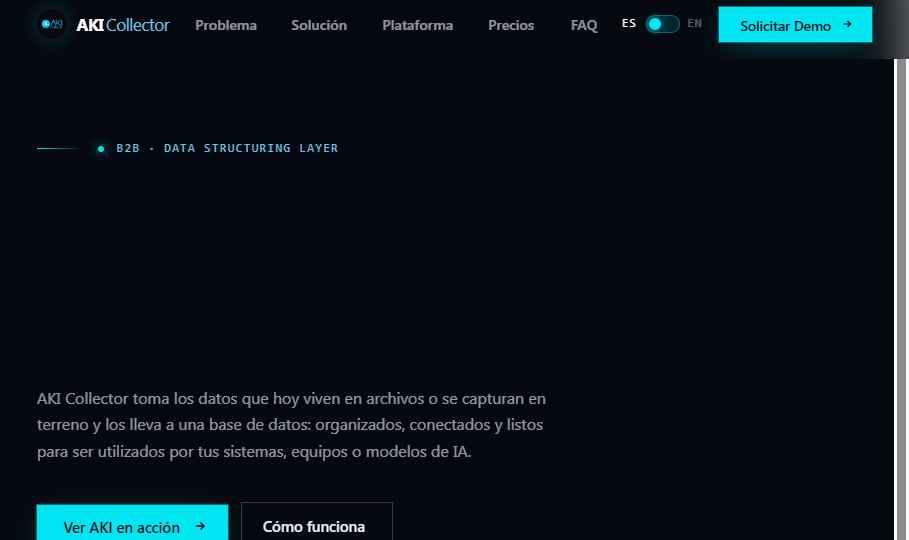 AKI Collector
Problema
Solución
Plataforma
Precios
FAQ
ES
EN
Solicitar Demo →
B2B · DATA STRUCTURING LAYER
AKI Collector toma los datos que hoy viven en archivos o se capturan en
terreno y los lleva a una base de datos: organizados, conectados y listos
para ser utilizados por tus sistemas, equipos o modelos de IA.
Ver AKI en acción →
Cómo funciona